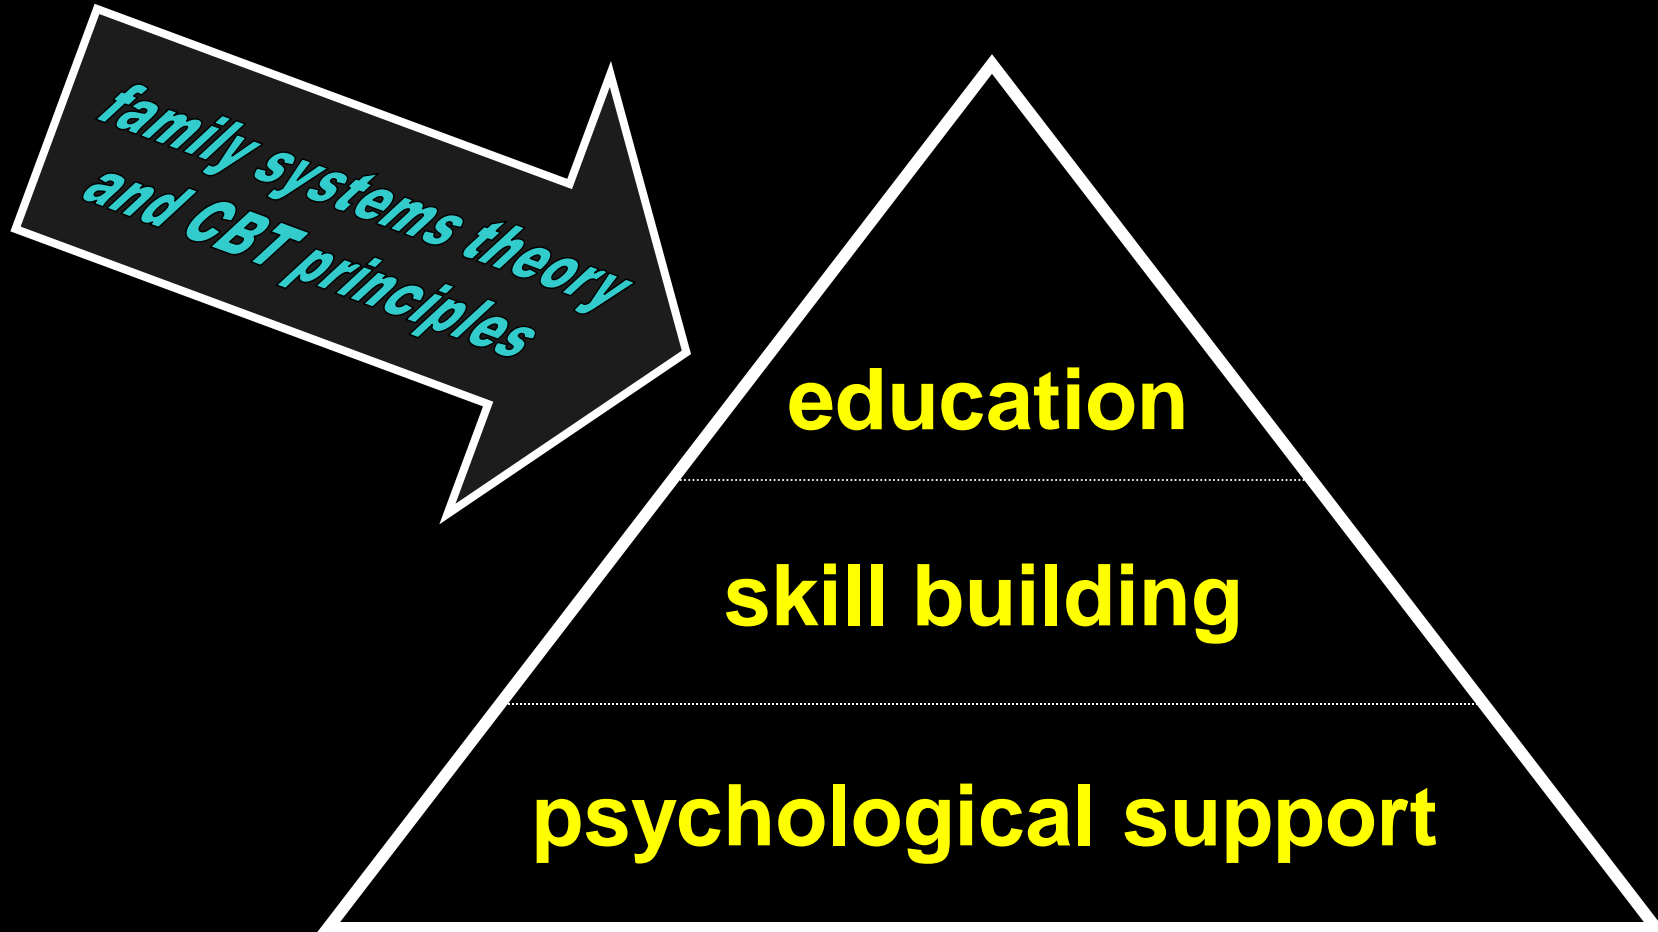 family systems theory
and CBT principles
education
skill building
psychological support